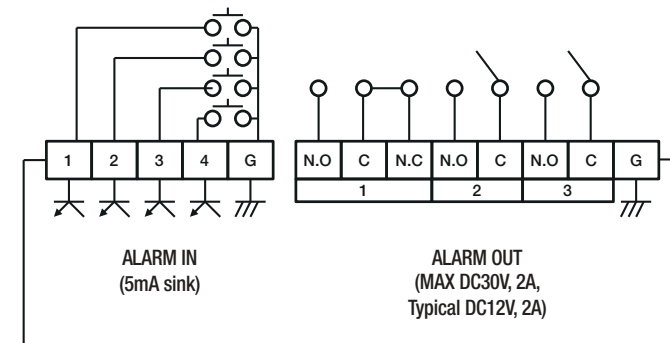 1 2 3 4 G
N.O C N.C N.O C N.O C G
1 2 3
ALARM IN
(5mA sink)
ALARM OUT
(MAX DC30V, 2A,
Typical DC12V, 2A)